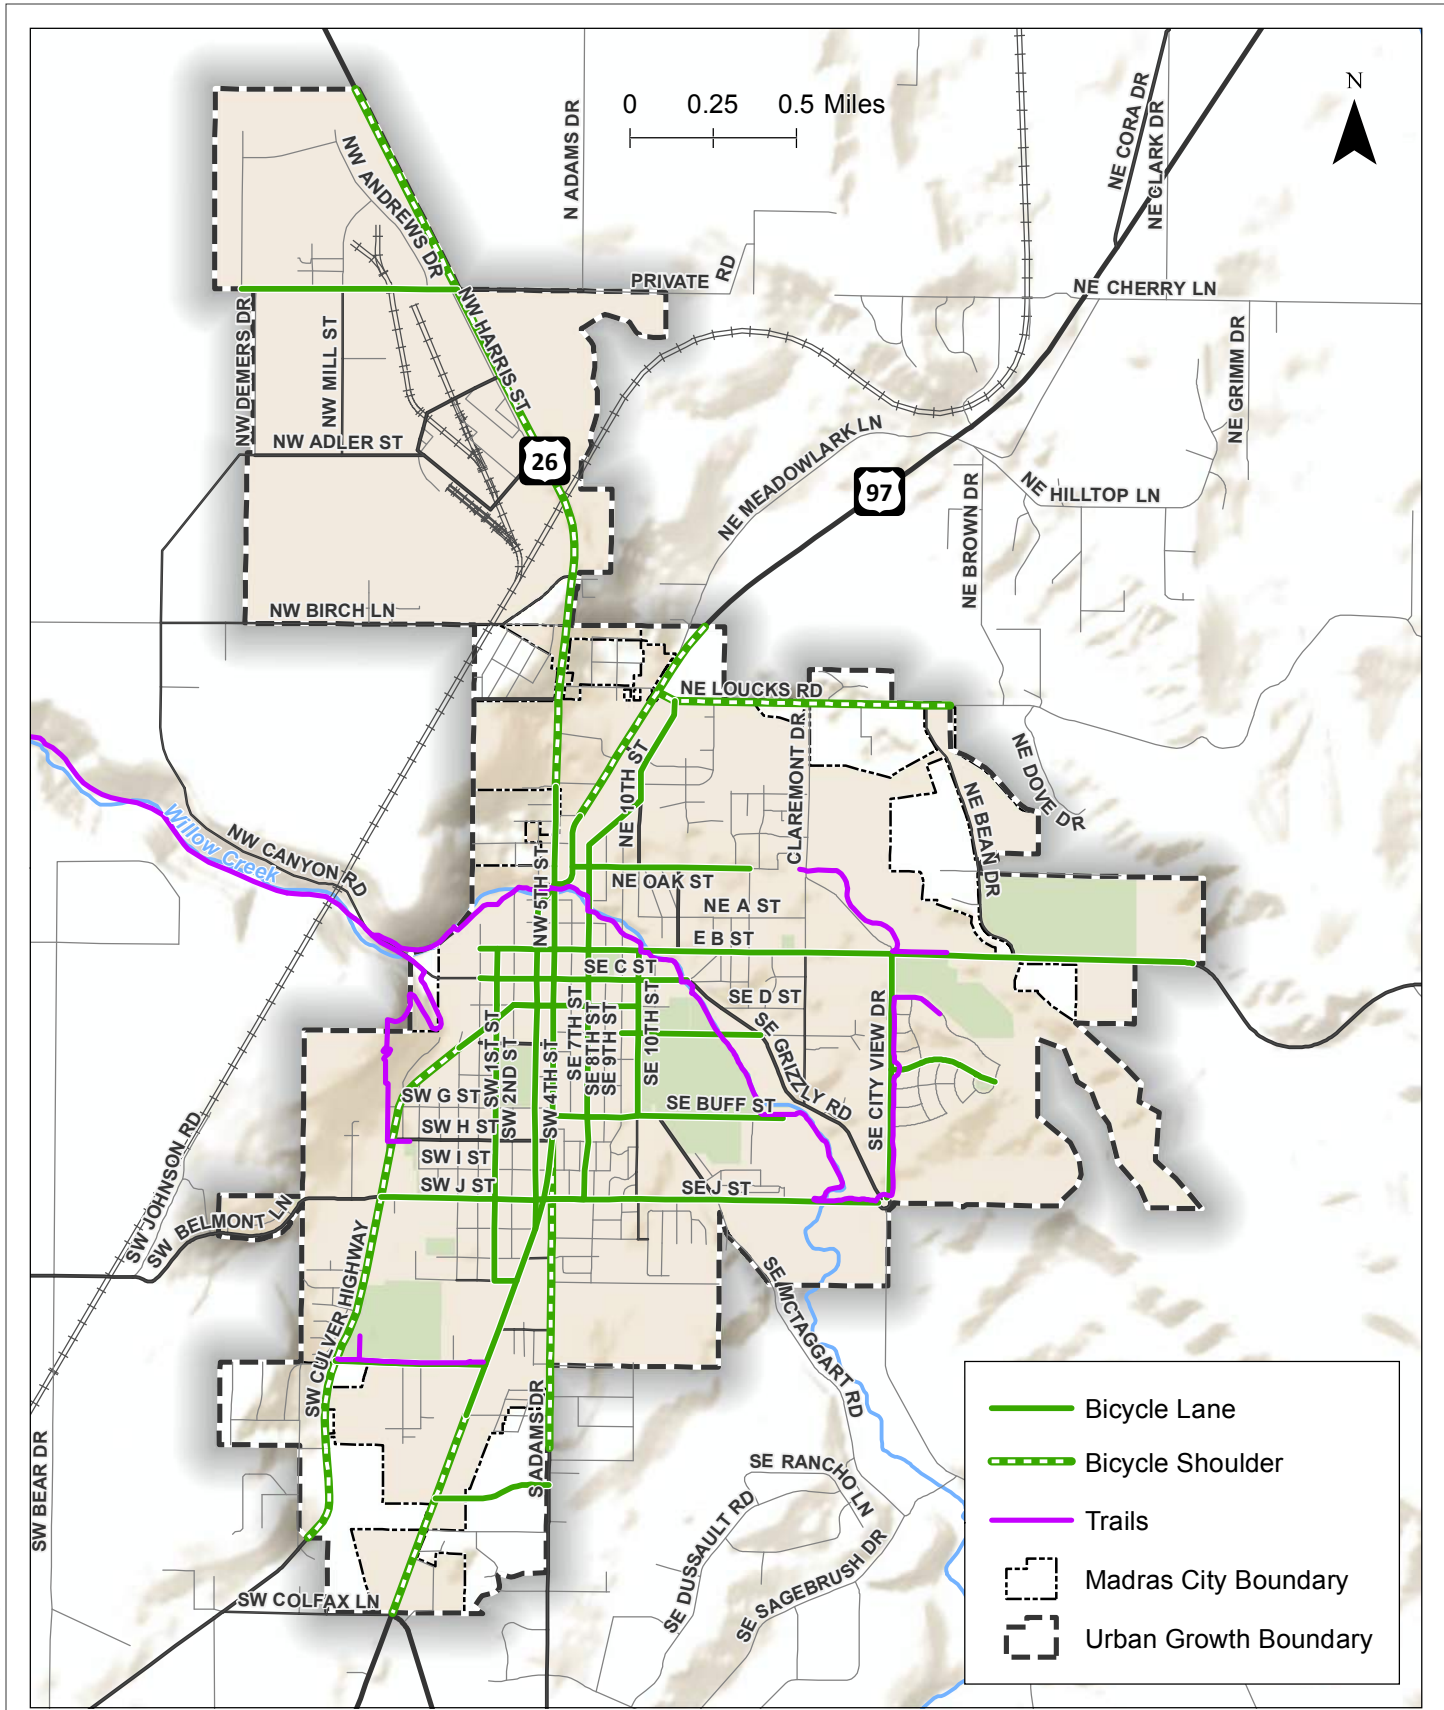 0 0.25 0.5 Miles
N
N ADAMS DR
NE CORA DR
NE CLARK DR
NW ANDREWS DR
PRIVATE RD
NE CHERRY LN
NW DEMERS DR
NW MILL ST
NW HARRIS ST
NE GRIMM DR
NW ADLER ST
26
97
NE MEADOWLARK LN
NE HILLTOP LN
NE BROWN DR
NW BIRCH LN
NE LOUCKS RD
NE 10TH ST
CLAREMONT DR
NE DOVE DR
NE BEAN DR
Willow Creek
NW CANYON RD
NW 5TH ST
NE OAK ST
NE A ST
E B ST
SE C ST
SE D ST
SE GRIZZLY RD
SE CITY VIEW DR
SW 1ST ST
SW 2ND ST
SW 4TH ST
SE 7TH ST
SE 8TH ST
SE 9TH ST
SE 10TH ST
SW G ST
SE BUFF ST
SW H ST
SW I ST
SW J ST
SE J ST
SW JOHNSON RD
SW BELMONT LN
SW CULVER HIGHWAY
SE MCTAGGART RD
S ADAMS DR
SW BEAR DR
SE RANCHO LN
SE DUSSAULT RD
SE SAGEBRUSH DR
SW COLFAX LN
Bicycle Lane
Bicycle Shoulder
Trails
Madras City Boundary
Urban Growth Boundary